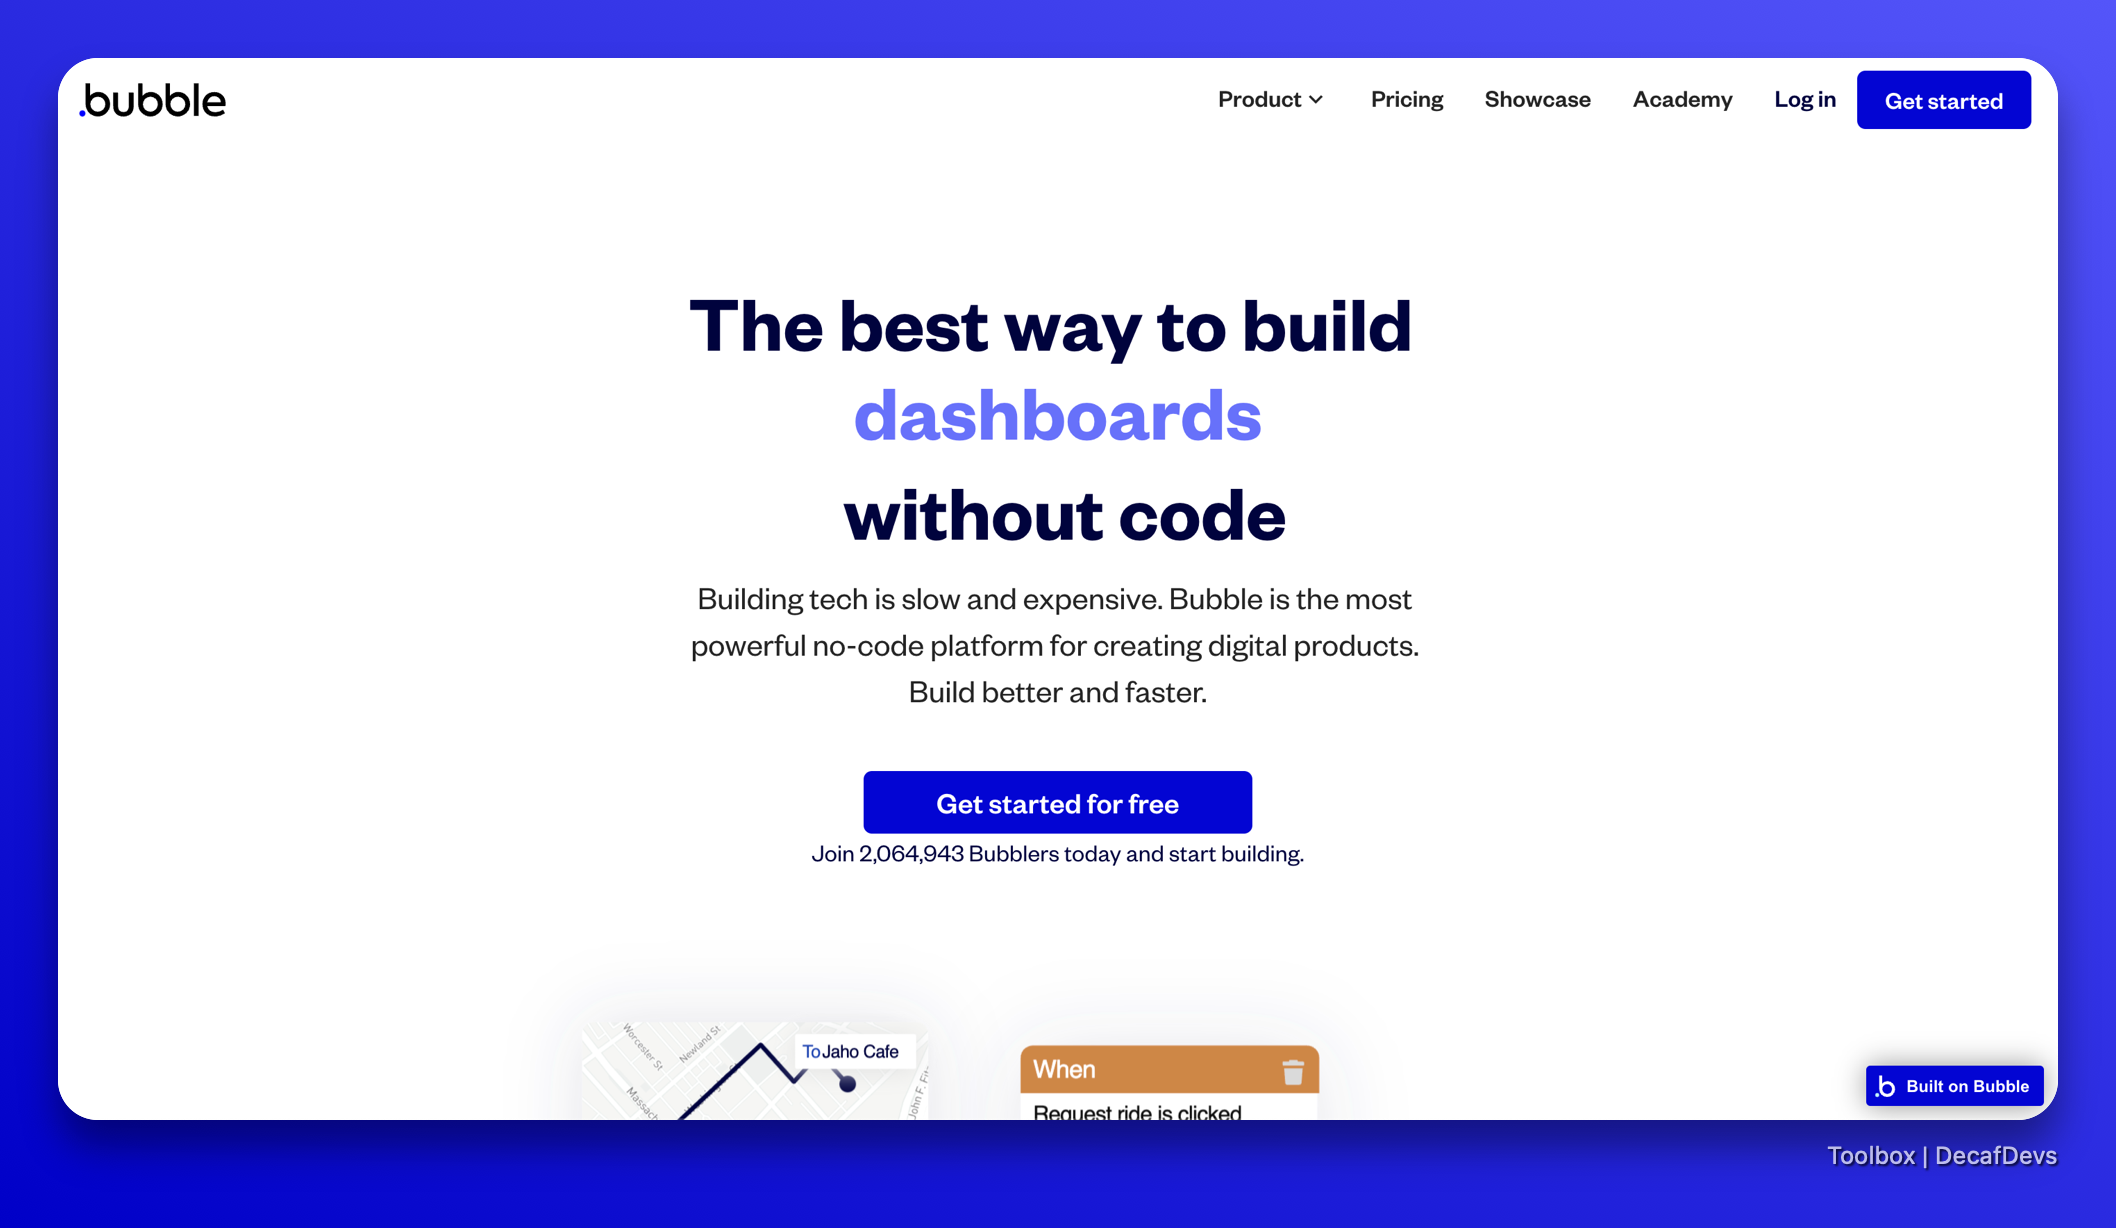 .bubble
Product
Pricing
Showcase
Academy
Log in
Get started
The best way to build
dashboards
without code
Building tech is slow and expensive. Bubble is the most
powerful no-code platform for creating digital products.
Build better and faster.
Get started for free
Join 2,064,943 Bubblers today and start building.
Worcester St
Newland St
To Jaho Cafe
Massach
John F. Fitz
When
Request ride is clicked
.b Built on Bubble
Toolbox | DecafDevs